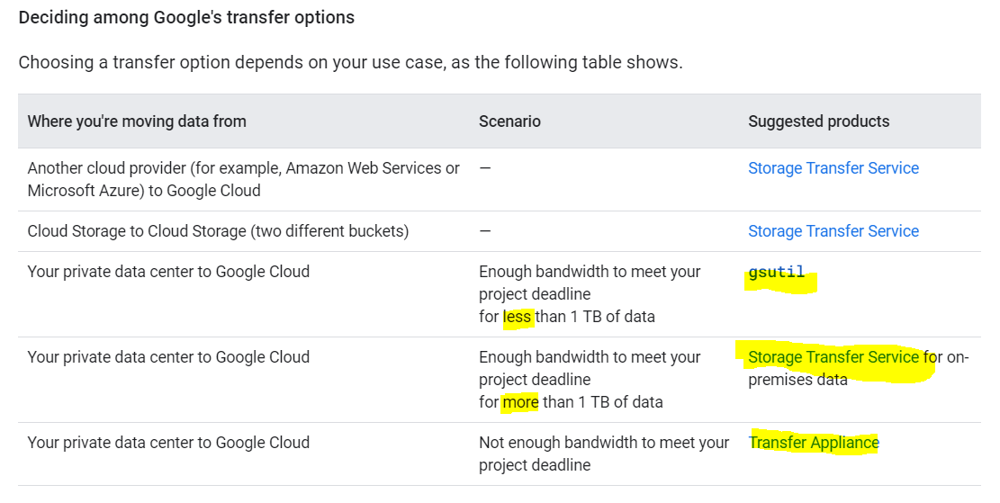 Deciding among Google's transfer options
Choosing a transfer option depends on your use case, as the following table shows.
Where you're moving data from Scenario Suggested products
Another cloud provider (for example, Amazon Web Services or — Storage Transfer Service
Microsoft Azure) to Google Cloud
Cloud Storage to Cloud Storage (two different buckets) — Storage Transfer Service
Your private data center to Google Cloud Enough bandwidth to meet your gsutil
project deadline
for less than 1 TB of data
Your private data center to Google Cloud Enough bandwidth to meet your Storage Transfer Service for on-
project deadline premises data
for more than 1 TB of data
Your private data center to Google Cloud Not enough bandwidth to meet your Transfer Appliance
project deadline